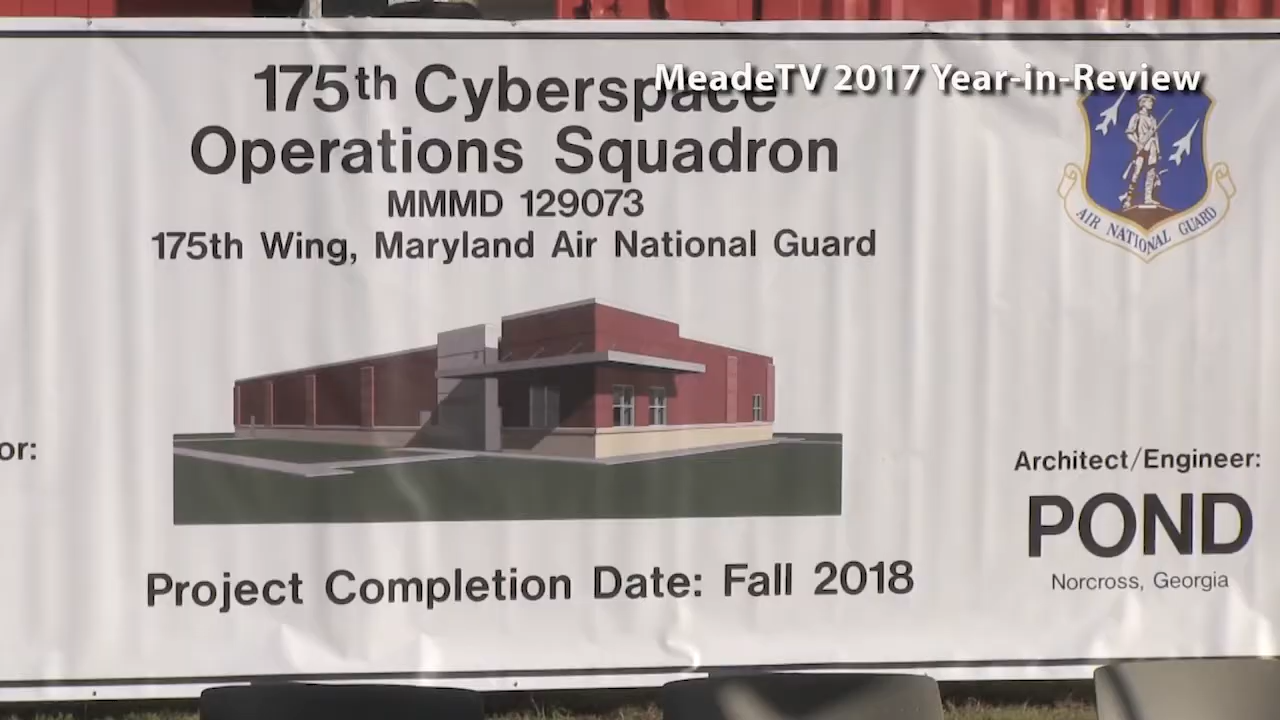 MeadeTV 2017 Year-in-Review
175th Cyberspace
Operations Squadron
MMMD 129073
175th Wing, Maryland Air National Guard
AIR NATIONAL GUARD
or:
Architect/Engineer:
POND
Norcross, Georgia
Project Completion Date: Fall 2018